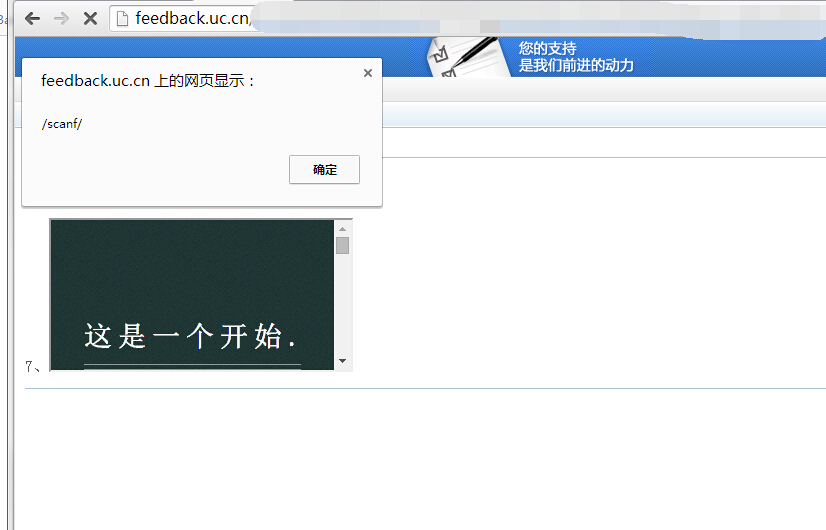 feedback.uc.cn/
您的支持
是我们前进的动力
feedback.uc.cn 上的网页显示：
/scanf/
确定
这是一个开始.
7、